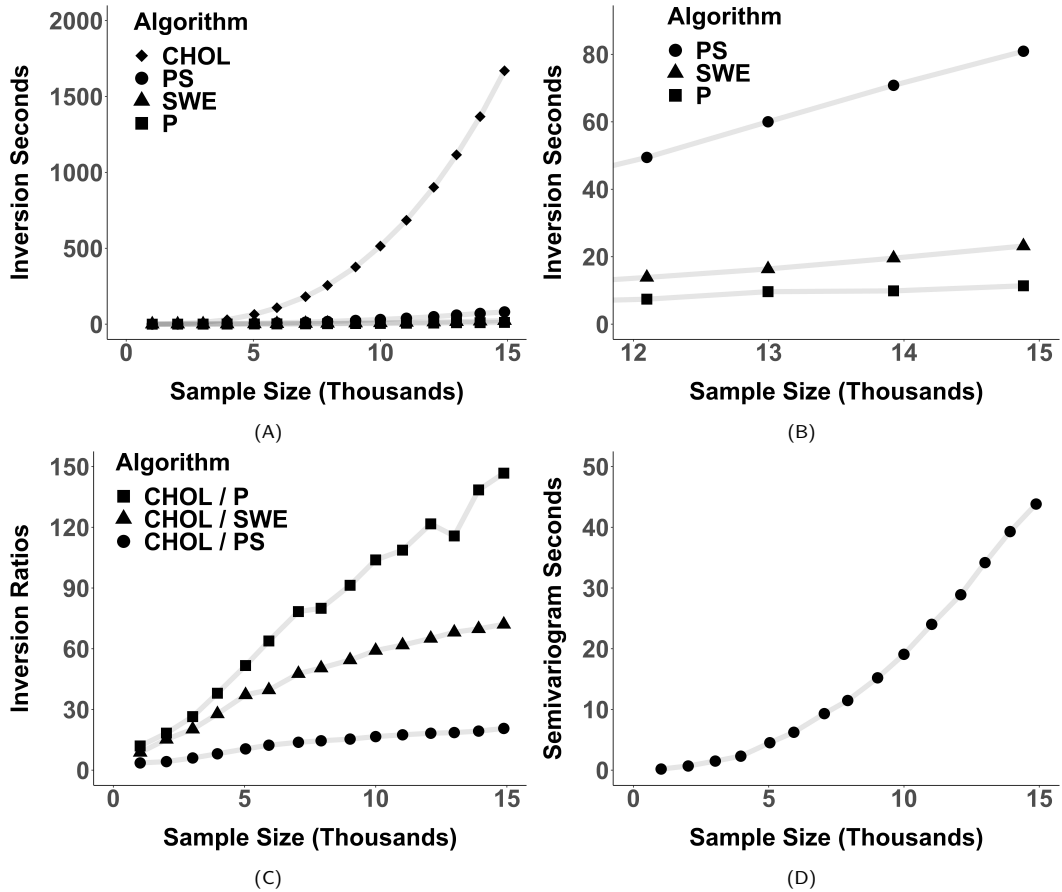 Algorithm
CHOL
PS
SWE
P
2000
1500
1000
500
0
Inversion Seconds
0 5 10 15
Sample Size (Thousands)
(A)
Algorithm
PS
SWE
P
80
60
40
20
0
Inversion Seconds
12 13 14 15
Sample Size (Thousands)
(B)
Algorithm
CHOL / P
CHOL / SWE
CHOL / PS
150
120
90
60
30
0
Inversion Ratios
0 5 10 15
Sample Size (Thousands)
(C)
50
40
30
20
10
0
Semivariogram Seconds
0 5 10 15
Sample Size (Thousands)
(D)